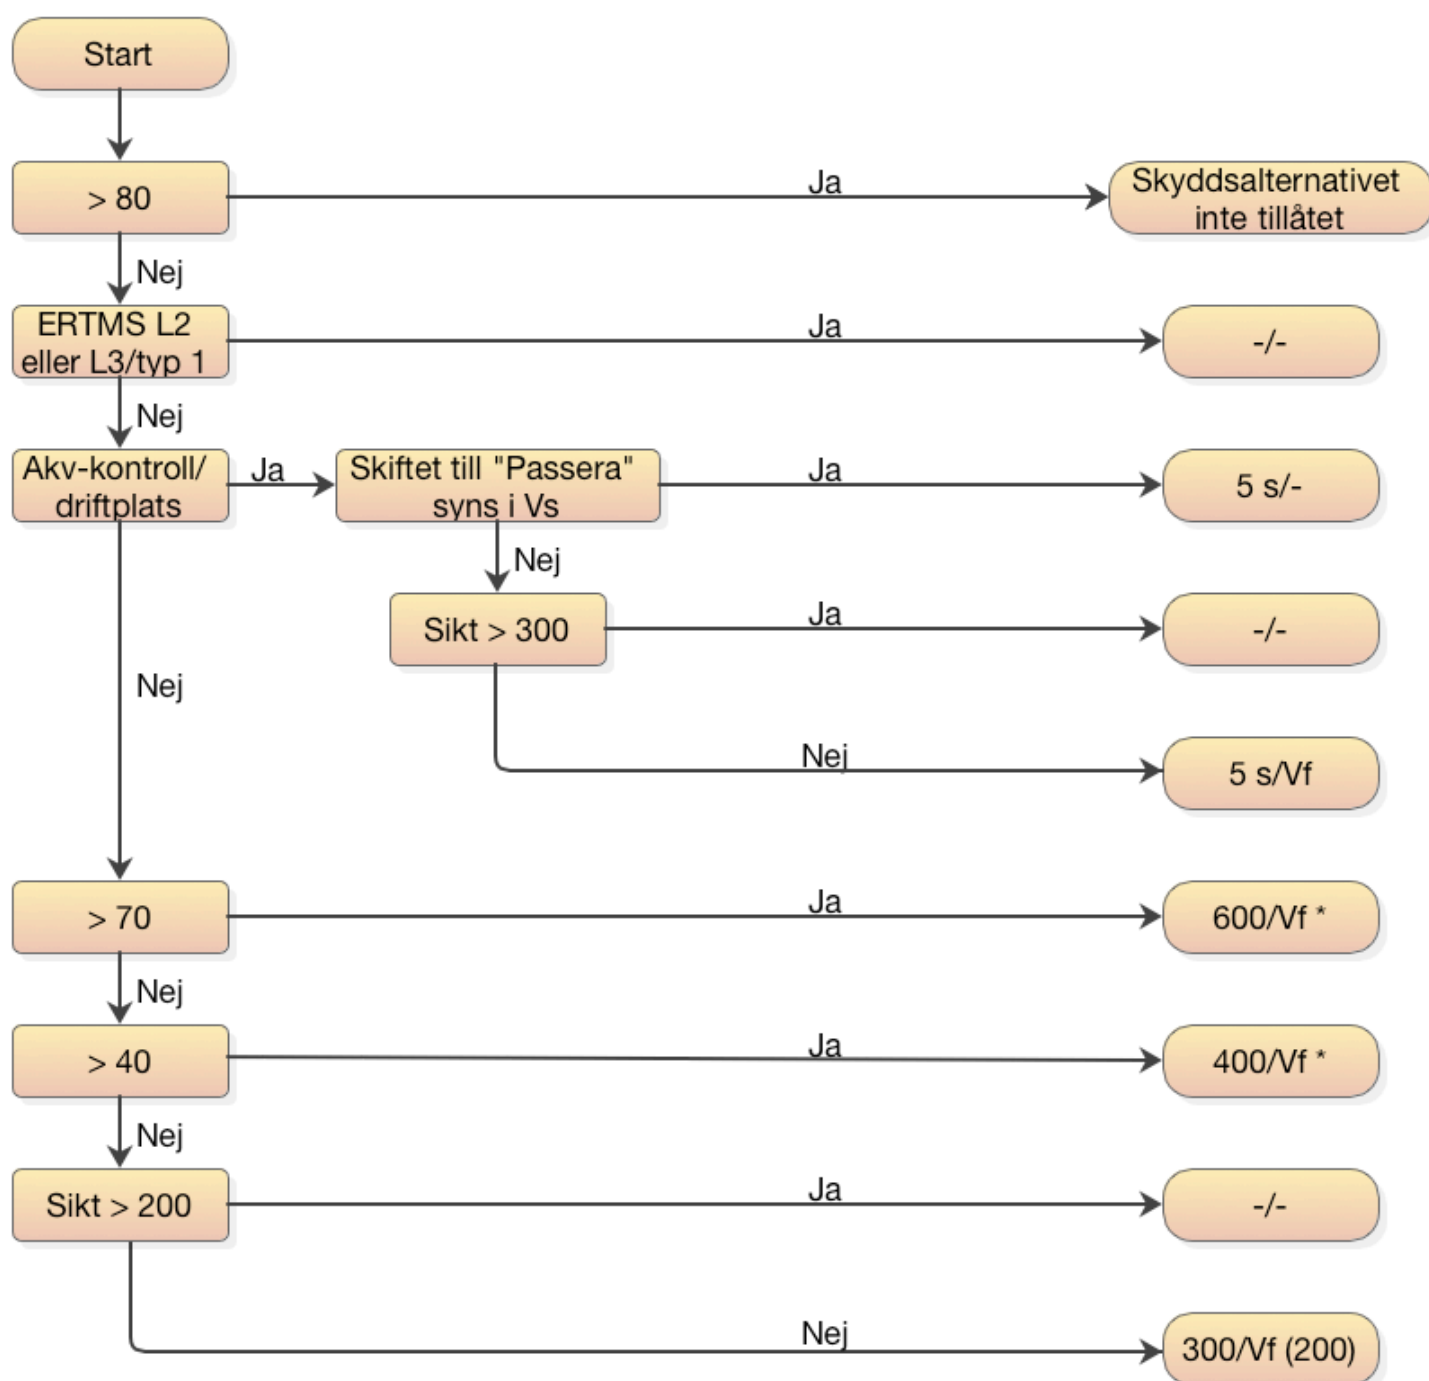 Start
> 80
Ja
Skyddsalternativet
inte tillåtet
Nej
ERTMS L2
eller L3/typ 1
Ja
-/-
Nej
Akv-kontroll/
driftplats
Ja
Skiftet till "Passera"
syns i Vs
Ja
5 s/-
Nej
Sikt > 300
Ja
-/-
Nej
Nej
5 s/Vf
> 70
Ja
600/Vf *
Nej
> 40
Ja
400/Vf *
Nej
Sikt > 200
Ja
-/-
Nej
300/Vf (200)